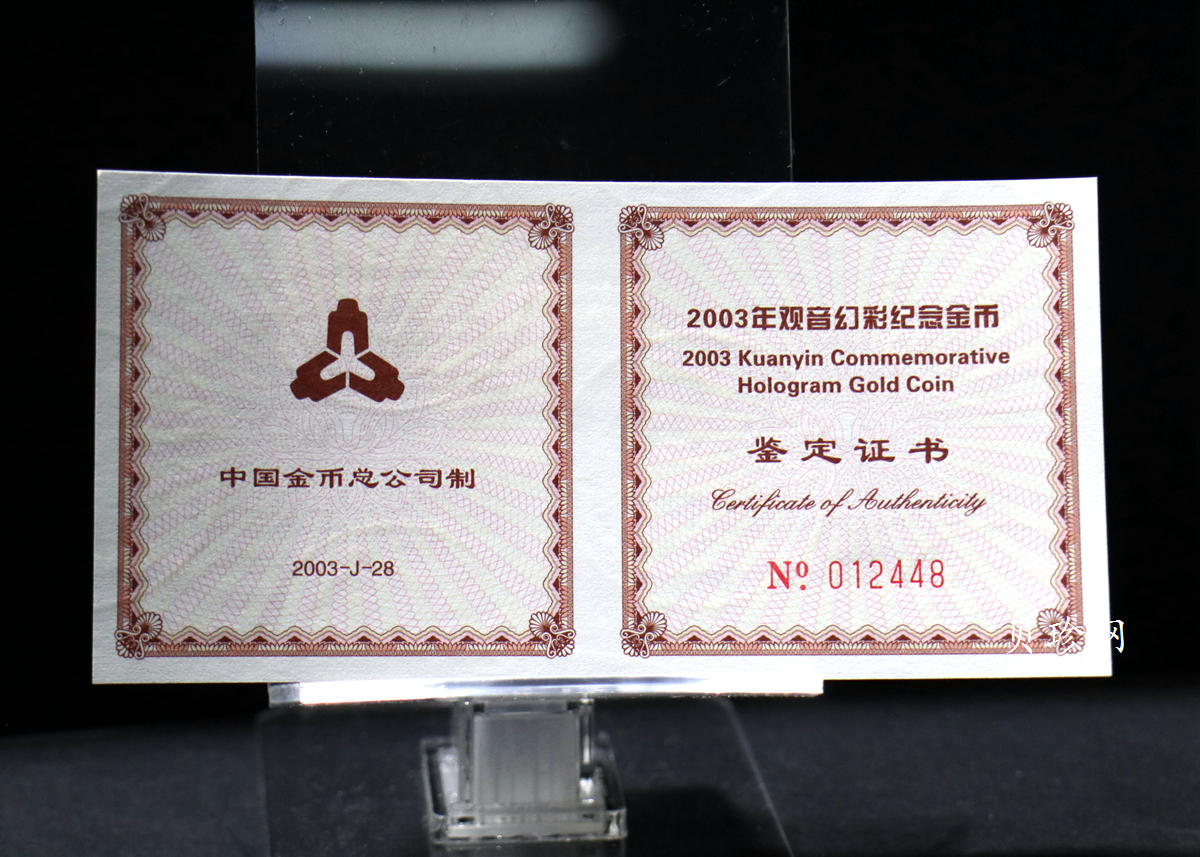 中国金币总公司制
2003-J-28
2003年观音幻彩纪念金币
2003 Kuanyin Commemorative
Hologram Gold Coin
鉴定证书
Certificate of Authenticity
Nº 012448
贝珍网